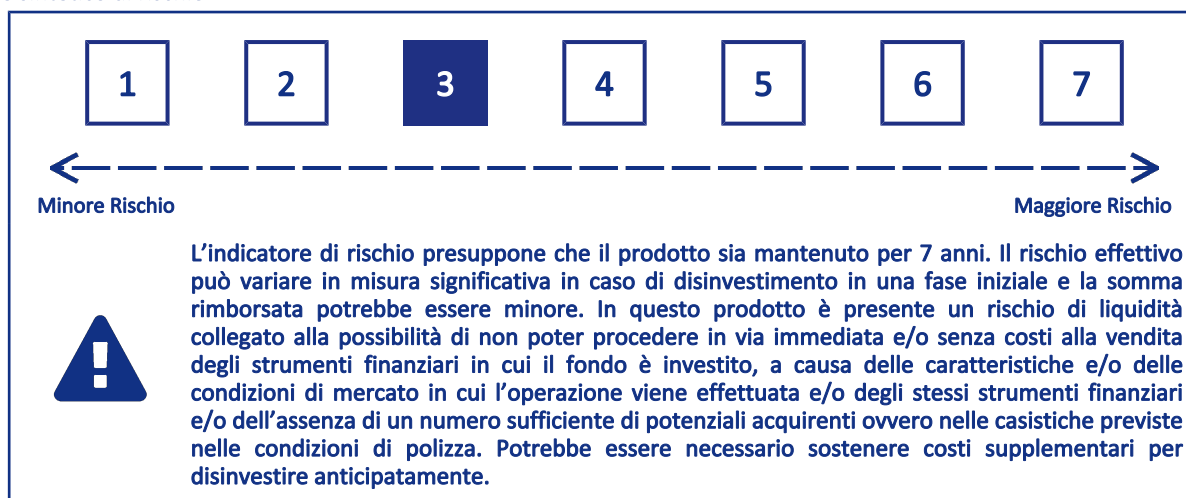 1 2 3 4 5 6 7
Minore Rischio Maggiore Rischio
L’indicatore di rischio presuppone che il prodotto sia mantenuto per 7 anni. Il rischio effettivo
può variare in misura significativa in caso di disinvestimento in una fase iniziale e la somma
rimborsata potrebbe essere minore. In questo prodotto è presente un rischio di liquidità
collegato alla possibilità di non poter procedere in via immediata e/o senza costi alla vendita
degli strumenti finanziari in cui il fondo è investito, a causa delle caratteristiche e/o delle
condizioni di mercato in cui l’operazione viene effettuata e/o degli stessi strumenti finanziari
e/o dell’assenza di un numero sufficiente di potenziali acquirenti ovvero nelle casistiche previste
nelle condizioni di polizza. Potrebbe essere necessario sostenere costi supplementari per
disinvestire anticipatamente.